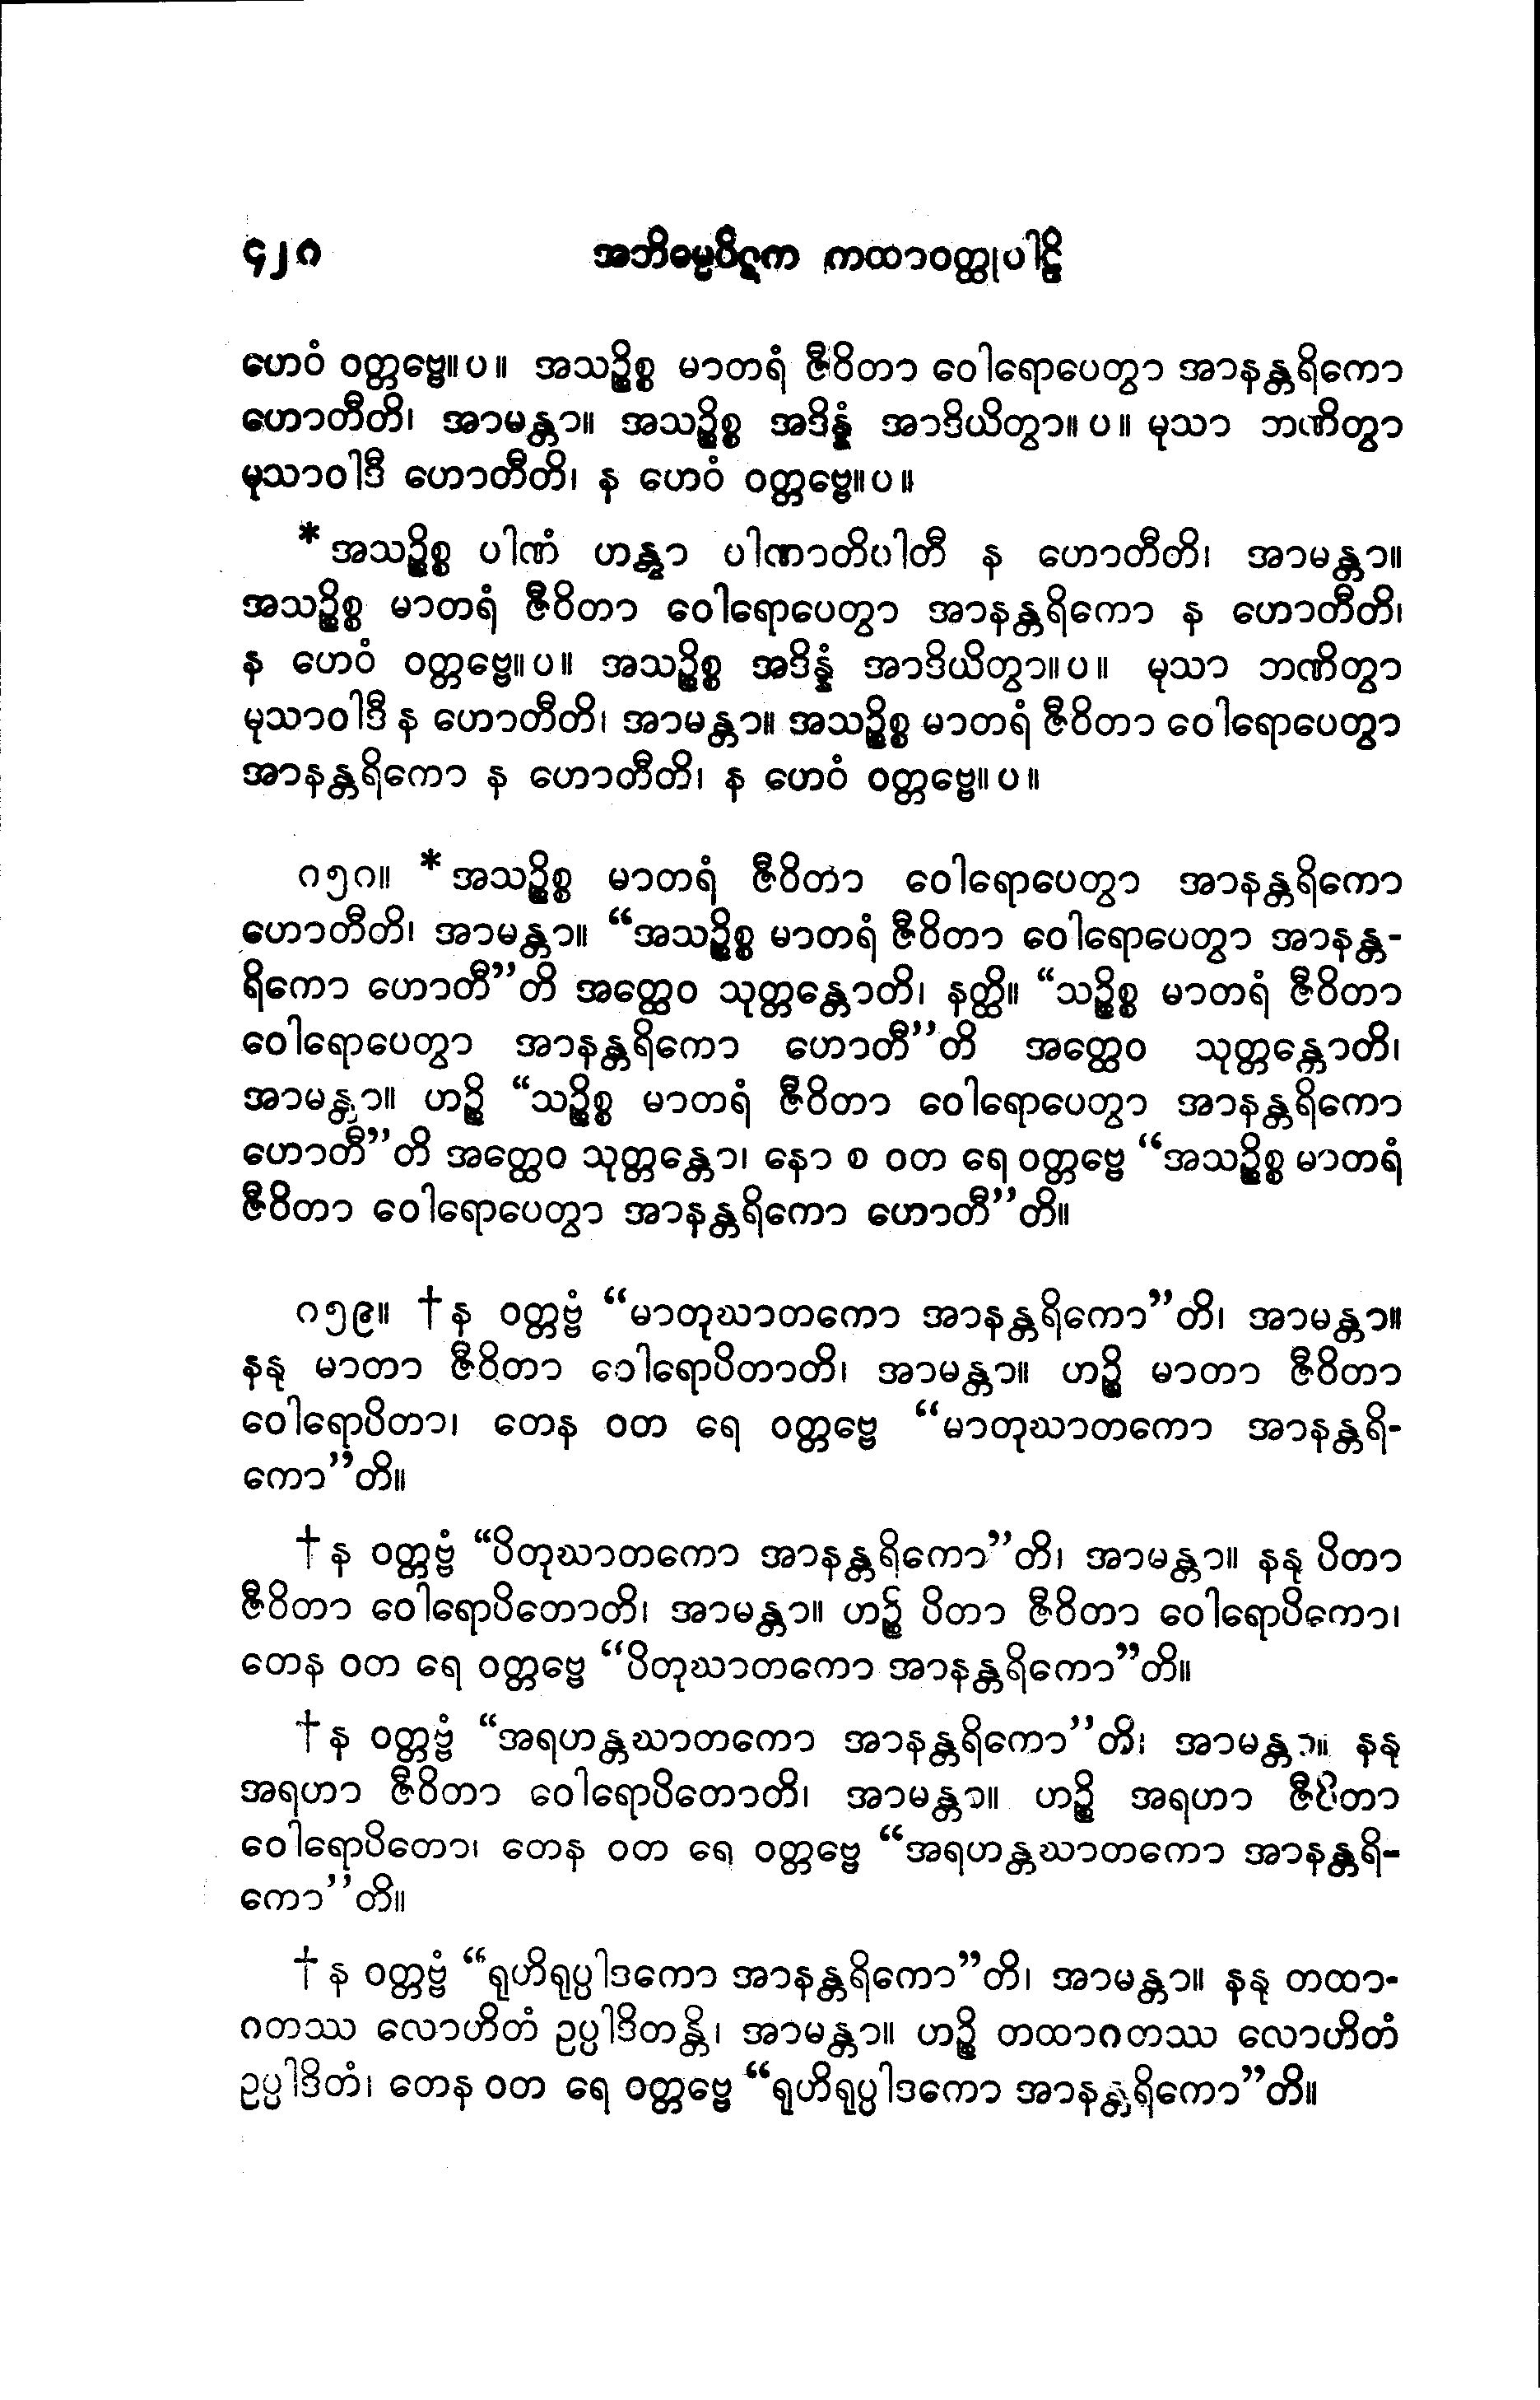 ၄၂၈ အဘိဓမ္မပိဋက ကထာဝတ္ထုပါဠိ
ဟေဝံ ဝတ္တဗ္ဗေ။ ပ။ အသဉ္စိစ္စ မာတရံ ဇီဝိတာ ဝေါရောပေတွာ အာနန္တရိကော
ဟောတီတိ၊ အာမန္တာ။ အသဉ္စိစ္စ အဒိန္နံ အာဒိယိတွာ။ ပ။ မုသာ ဘဏိတွာ
မုသာဝါဒီ ဟောတီတိ၊ န ဟေဝံ ဝတ္တဗ္ဗေ။ ပ။
*အသဉ္စိစ္စ ပါဏံ ဟန္တွာ ပါဏာတိပါတီ န ဟောတီတိ၊ အာမန္တာ။
အသဉ္စိစ္စ မာတရံ ဇီဝိတာ ဝေါရောပေတွာ အာနန္တရိကော န ဟောတီတိ၊
န ဟေဝံ ဝတ္တဗ္ဗေ။ ပ။ အသဉ္စိစ္စ အဒိန္နံ အာဒိယိတွာ။ ပ။ မုသာ ဘဏိတွာ
မုသာဝါဒီ န ဟောတီတိ၊ အာမန္တာ။ အသဉ္စိစ္စ မာတရံ ဇီဝိတာ ဝေါရောပေတွာ
အာနန္တရိကော န ဟောတီတိ၊ န ဟေဝံ ဝတ္တဗ္ဗေ။ ပ။
၈၅၈။ *အသဉ္စိစ္စ မာတရံ ဇီဝိတာ ဝေါရောပေတွာ အာနန္တရိကော
ဟောတီတိ၊ အာမန္တာ။ “အသဉ္စိစ္စ မာတရံ ဇီဝိတာ ဝေါရောပေတွာ အာနန္တ-
ရိကော ဟောတီ”တိ အတ္ထေဝ သုတ္တန္တောတိ၊ နတ္ထိ။ “သဉ္စိစ္စ မာတရံ ဇီဝိတာ
ဝေါရောပေတွာ အာနန္တရိကော ဟောတီ”တိ အတ္ထေဝ သုတ္တန္တောတိ၊
အာမန္တာ။ ဟဉ္စိ “သဉ္စိစ္စ မာတရံ ဇီဝိတာ ဝေါရောပေတွာ အာနန္တရိကော
ဟောတီ”တိ အတ္ထေဝ သုတ္တန္တော၊ နော စ ဝတ ရေ ဝတ္တဗ္ဗေ “အသဉ္စိစ္စ မာတရံ
ဇီဝိတာ ဝေါရောပေတွာ အာနန္တရိကော ဟောတီ”တိ။
၈၅၉။ †န ဝတ္တဗ္ဗံ “မာတုဃာတကော အာနန္တရိကော”တိ၊ အာမန္တာ။
နနု မာတာ ဇီဝိတာ ဝေါရောပိတာတိ၊ အာမန္တာ။ ဟဉ္စိ မာတာ ဇီဝိတာ
ဝေါရောပိတာ၊ တေန ဝတ ရေ ဝတ္တဗ္ဗေ “မာတုဃာတကော အာနန္တရိ-
ကော”တိ။
†န ဝတ္တဗ္ဗံ “ပိတုဃာတကော အာနန္တရိကော”တိ၊ အာမန္တာ။ နနု ပိတာ
ဇီဝိတာ ဝေါရောပိတောတိ၊ အာမန္တာ။ ဟဉ္စိ ပိတာ ဇီဝိတာ ဝေါရောပိတော၊
တေန ဝတ ရေ ဝတ္တဗ္ဗေ “ပိတုဃာတကော အာနန္တရိကော”တိ။
†န ဝတ္တဗ္ဗံ “အရဟန္တဃာတကော အာနန္တရိကော”တိ၊ အာမန္တာ။ နနု
အရဟာ ဇီဝိတာ ဝေါရောပိတောတိ၊ အာမန္တာ။ ဟဉ္စိ အရဟာ ဇီဝိတာ
ဝေါရောပိတော၊ တေန ဝတ ရေ ဝတ္တဗ္ဗေ “အရဟန္တဃာတကော အာနန္တရိ-
ကော”တိ။
†န ဝတ္တဗ္ဗံ “ရုဟိရုပ္ပါဒကော အာနန္တရိကော”တိ၊ အာမန္တာ။ နနု တထာ-
ဂတဿ လောဟိတံ ဥပ္ပါဒိတန္တိ၊ အာမန္တာ။ ဟဉ္စိ တထာဂတဿ လောဟိတံ
ဥပ္ပါဒိတံ၊ တေန ဝတ ရေ ဝတ္တဗ္ဗေ “ရုဟိရုပ္ပါဒကော အာနန္တရိကော”တိ။